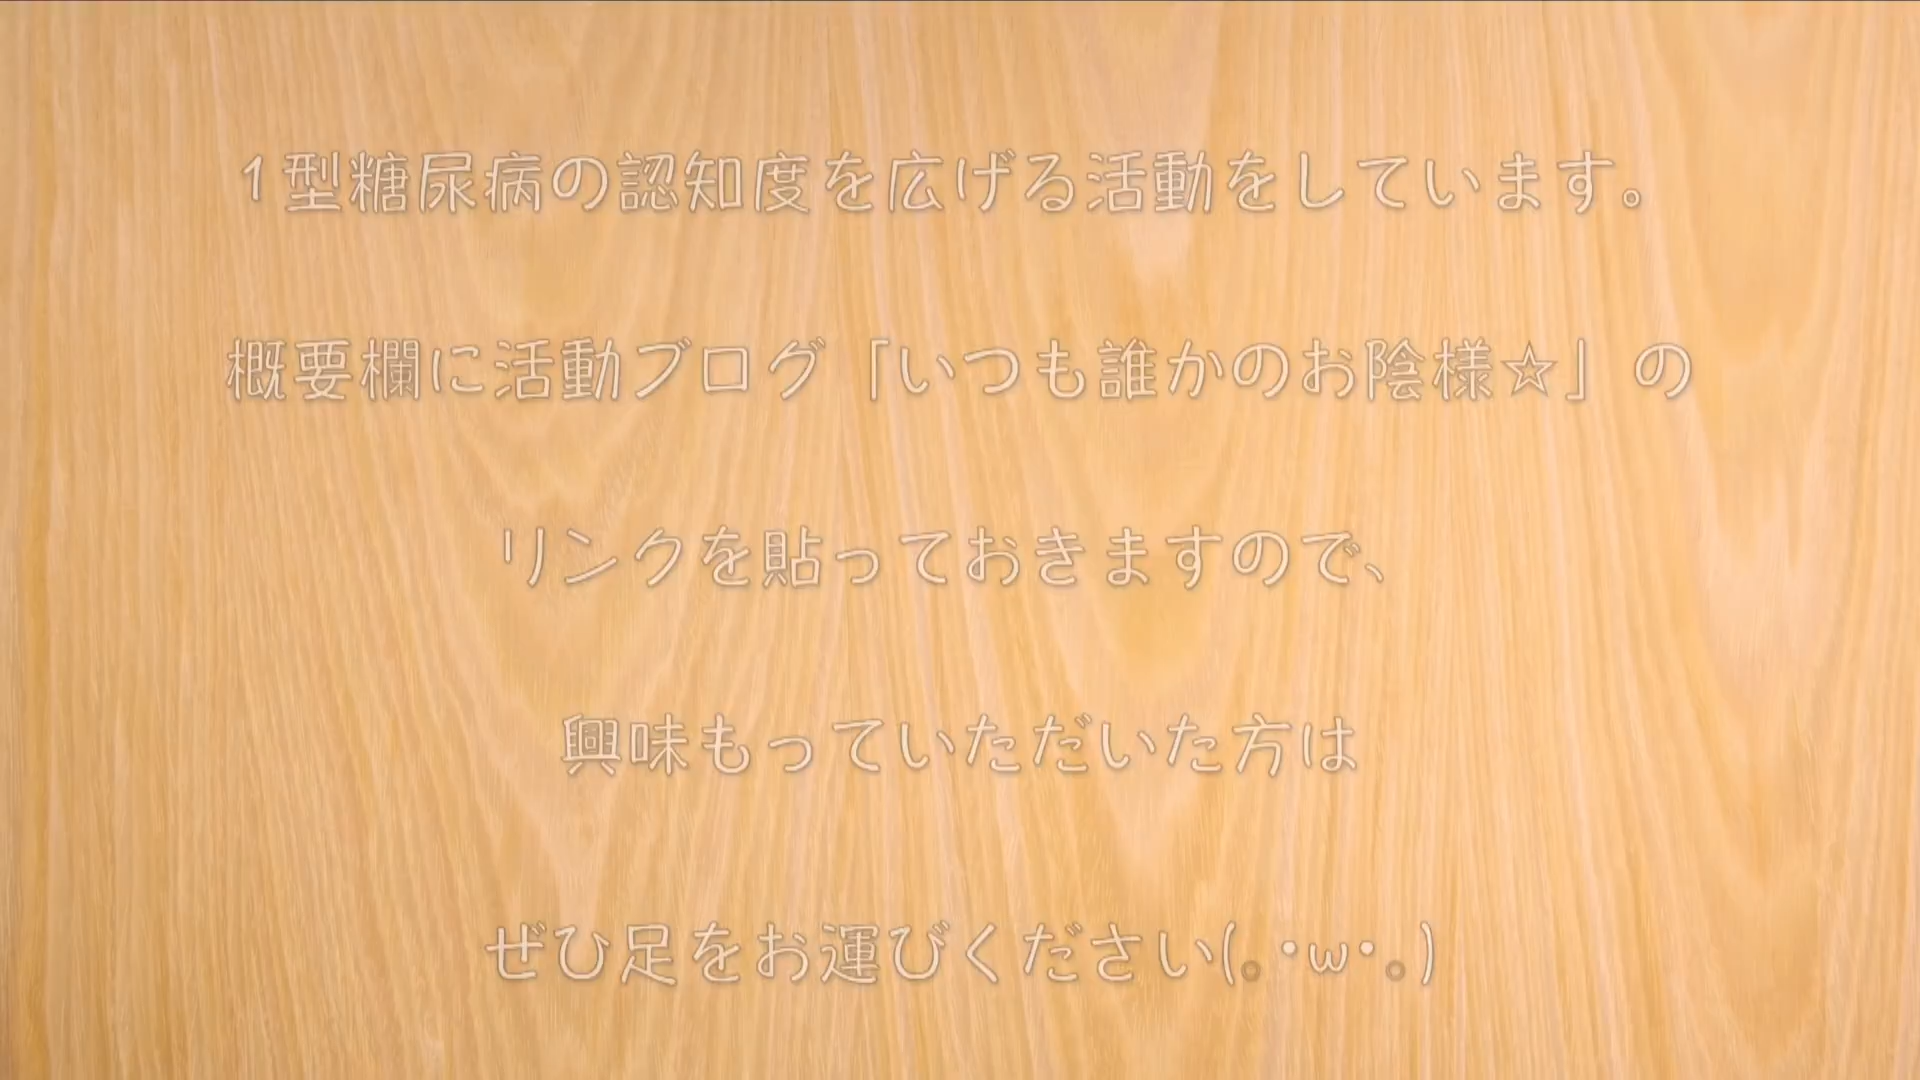 1型糖尿病の認知度を広げる活動をしています。
概要欄に活動ブログ「いつも誰かのお陰様☆」の
リンクを貼っておきますので、
興味もっていただいた方は
ぜひ足をお運びください(｡･ω･｡)